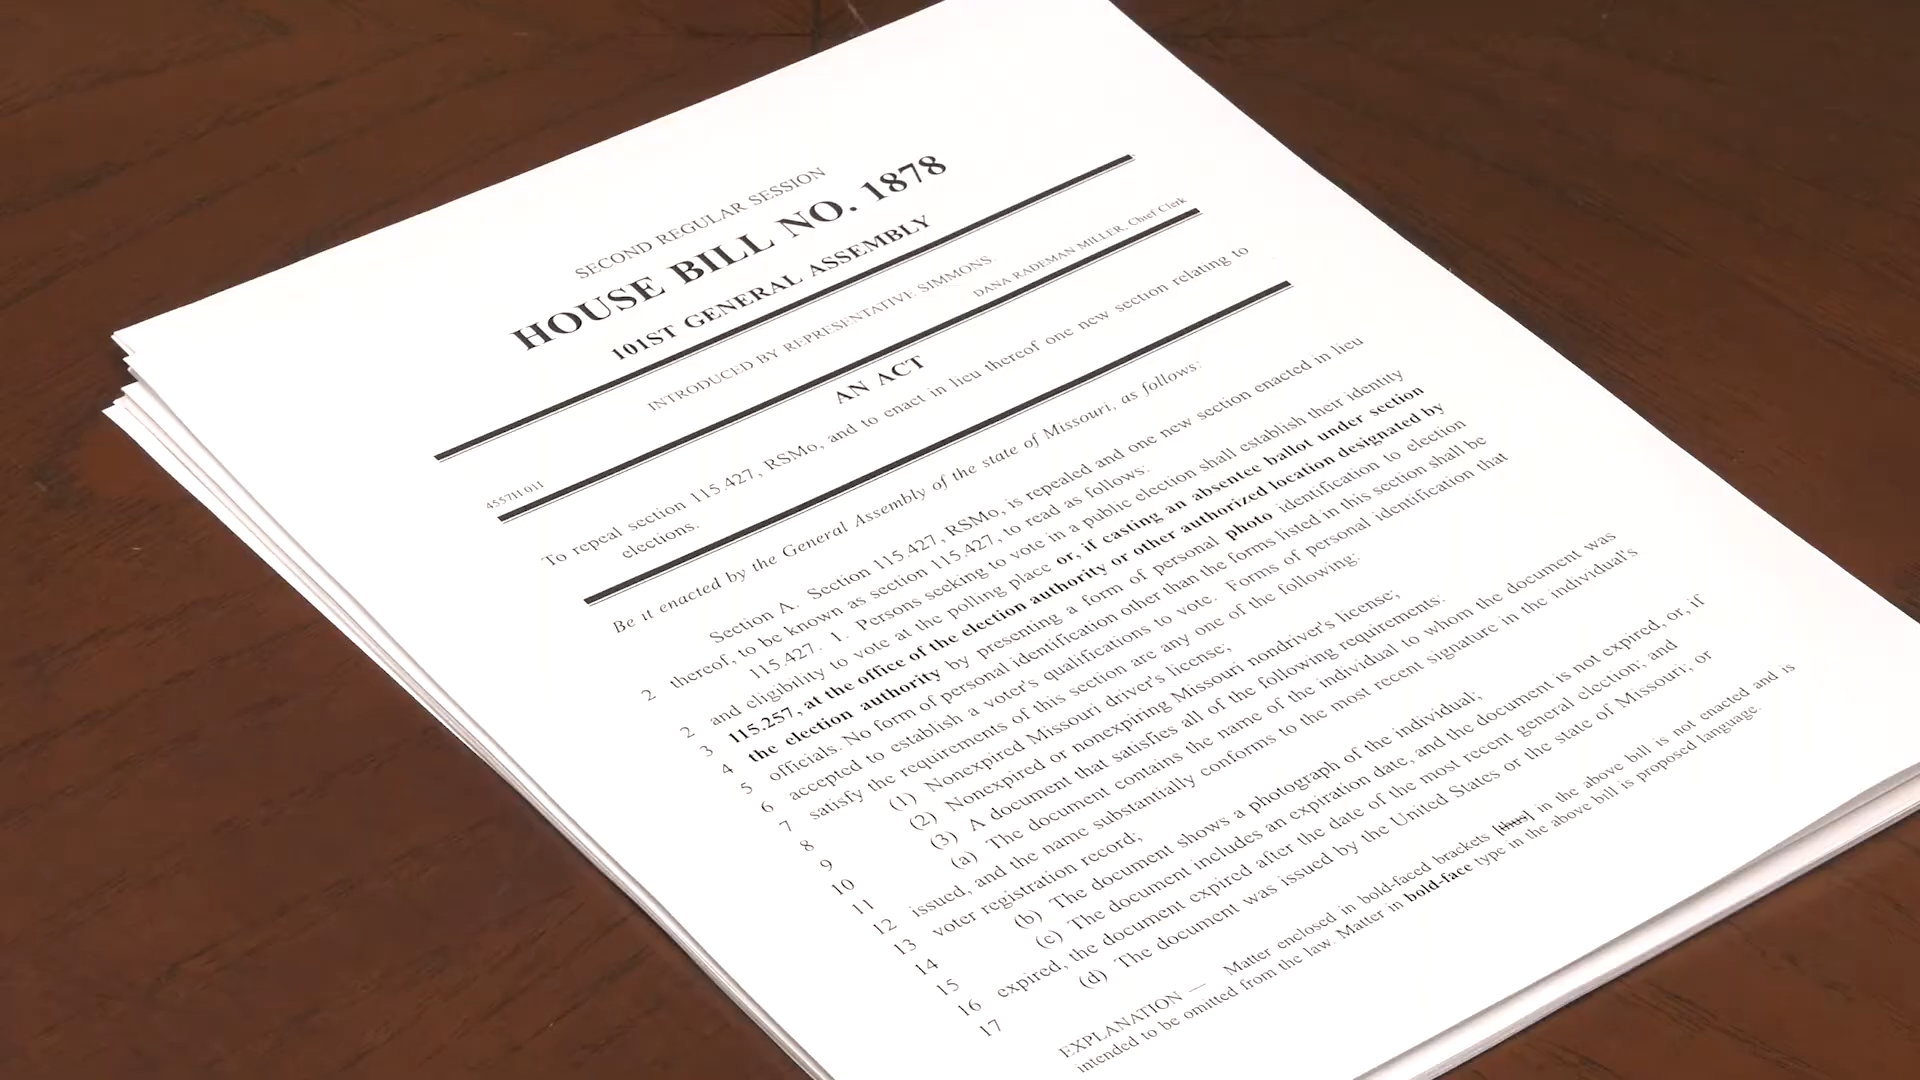 SECOND REGULAR SESSION
HOUSE BILL NO. 1878
101ST GENERAL ASSEMBLY
INTRODUCED BY REPRESENTATIVE SIMMONS.
4557H.01I
DANA RADEMAN MILLER, Chief Clerk
AN ACT
To repeal section 115.427, RSMo, and to enact in lieu thereof one new section relating to
elections.
Be it enacted by the General Assembly of the state of Missouri, as follows:
Section A. Section 115.427, RSMo, is repealed and one new section enacted in lieu
2 thereof, to be known as section 115.427, to read as follows:
115.427. 1. Persons seeking to vote in a public election shall establish their identity
2 and eligibility to vote at the polling place or, if casting an absentee ballot under section
3 115.257, at the office of the election authority or other authorized location designated by
4 the election authority by presenting a form of personal photo identification to election
5 officials. No form of personal identification other than the forms listed in this section shall be
6 accepted to establish a voter's qualifications to vote. Forms of personal identification that
7 satisfy the requirements of this section are any one of the following:
8 (1) Nonexpired Missouri driver's license;
9 (2) Nonexpired or nonexpiring Missouri nondriver's license;
10 (3) A document that satisfies all of the following requirements:
11 (a) The document contains the name of the individual to whom the document was
12 issued, and the name substantially conforms to the most recent signature in the individual's
13 voter registration record;
14 (b) The document shows a photograph of the individual;
15 (c) The document includes an expiration date, and the document is not expired, or, if
16 expired, the document expired after the date of the most recent general election; and
17 (d) The document was issued by the United States or the state of Missouri; or
EXPLANATION — Matter enclosed in bold-faced brackets [thus] in the above bill is not enacted and is
intended to be omitted from the law. Matter in bold-face type in the above bill is proposed language.